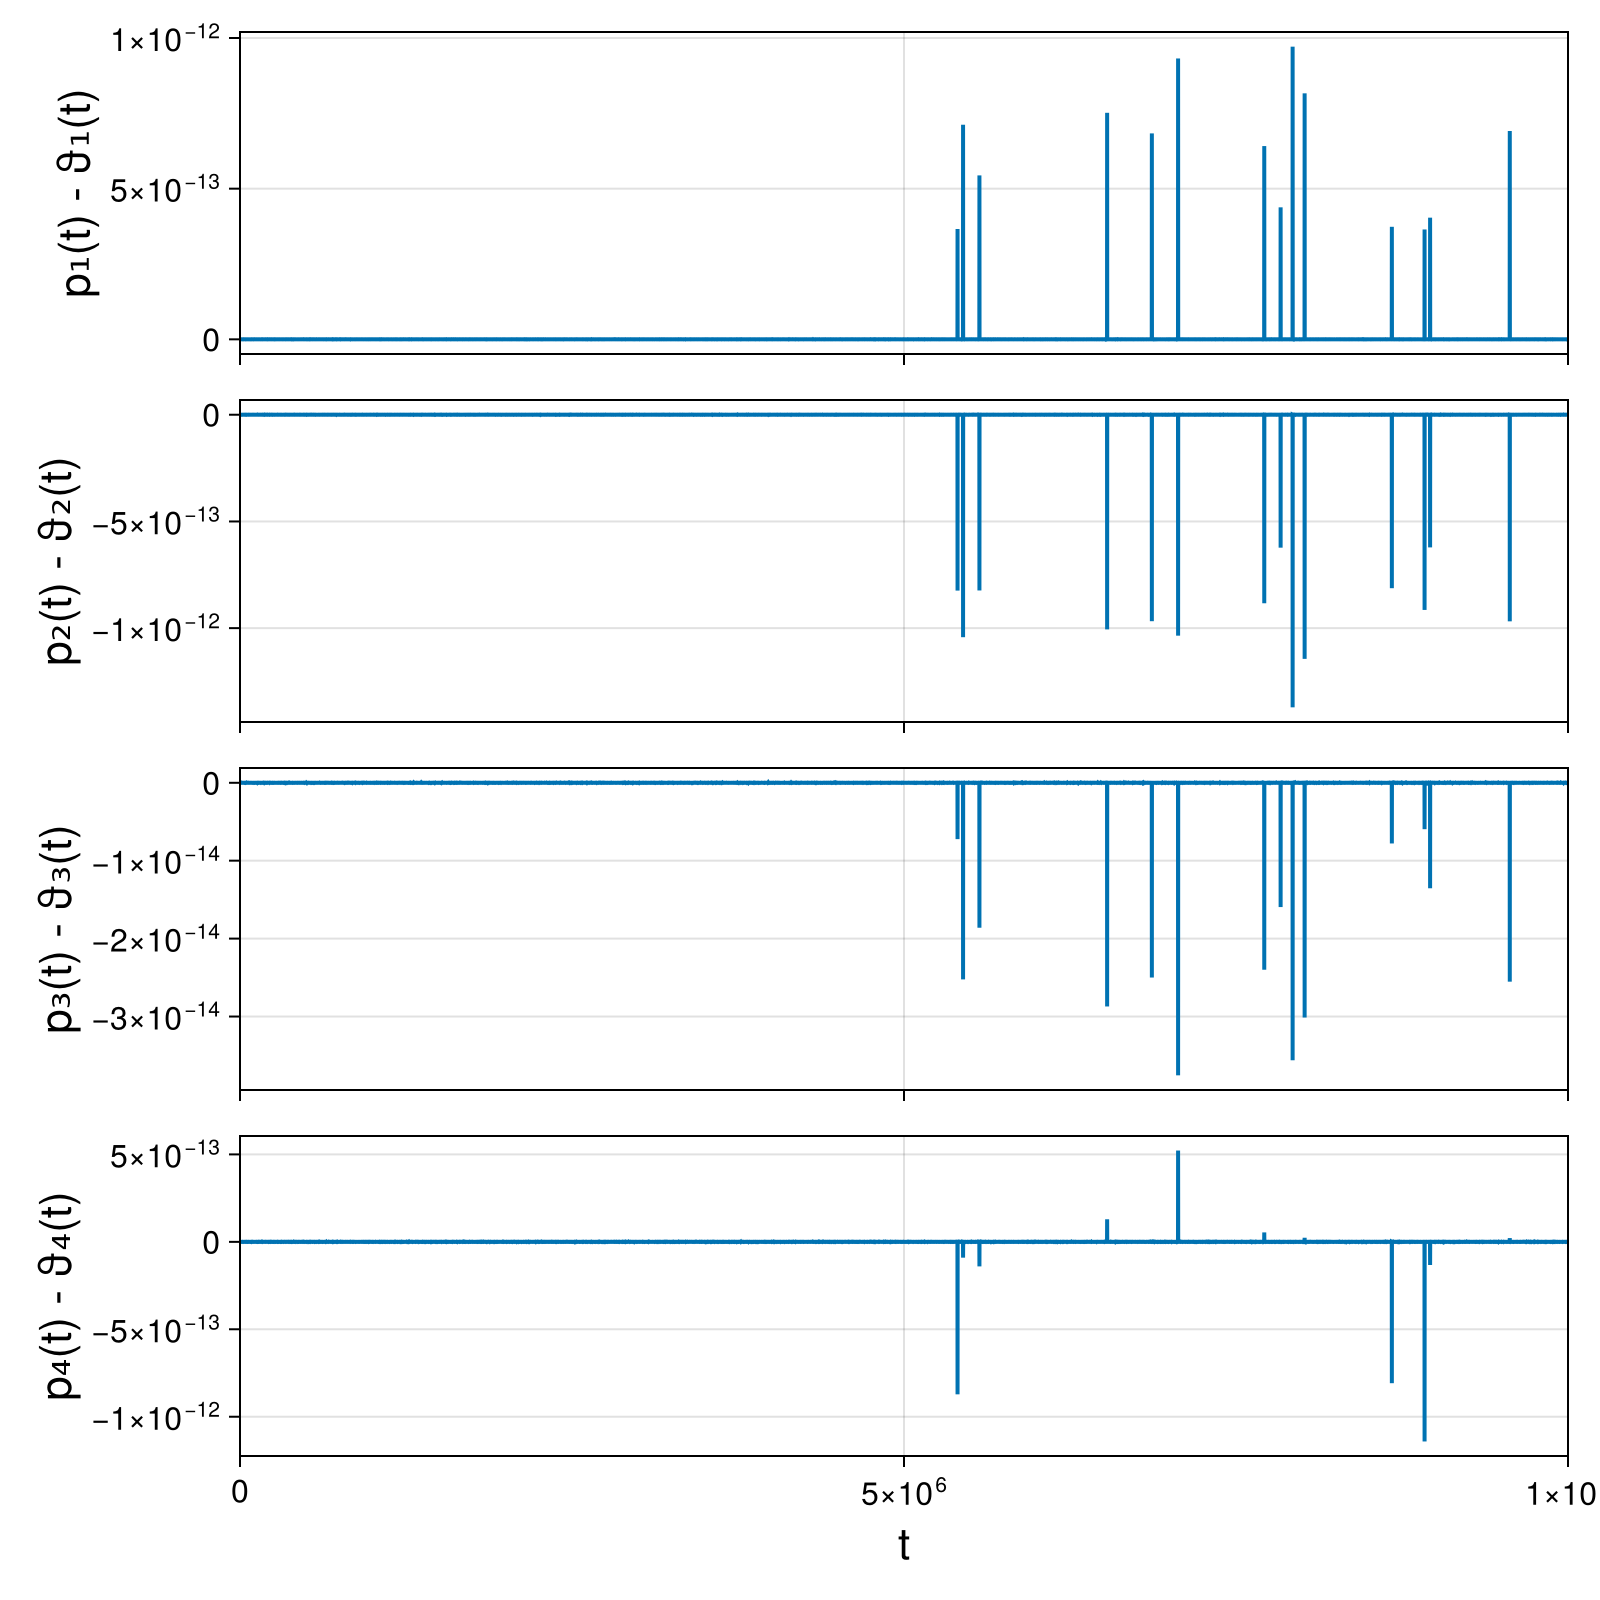 1×10⁻¹²
5×10⁻¹³
0
p₁(t) - ϑ₁(t)
0
−5×10⁻¹³
−1×10⁻¹²
p₂(t) - ϑ₂(t)
0
−1×10⁻¹⁴
−2×10⁻¹⁴
−3×10⁻¹⁴
p₃(t) - ϑ₃(t)
5×10⁻¹³
0
−5×10⁻¹³
−1×10⁻¹²
p₄(t) - ϑ₄(t)
0 5×10⁶ 1×10
t